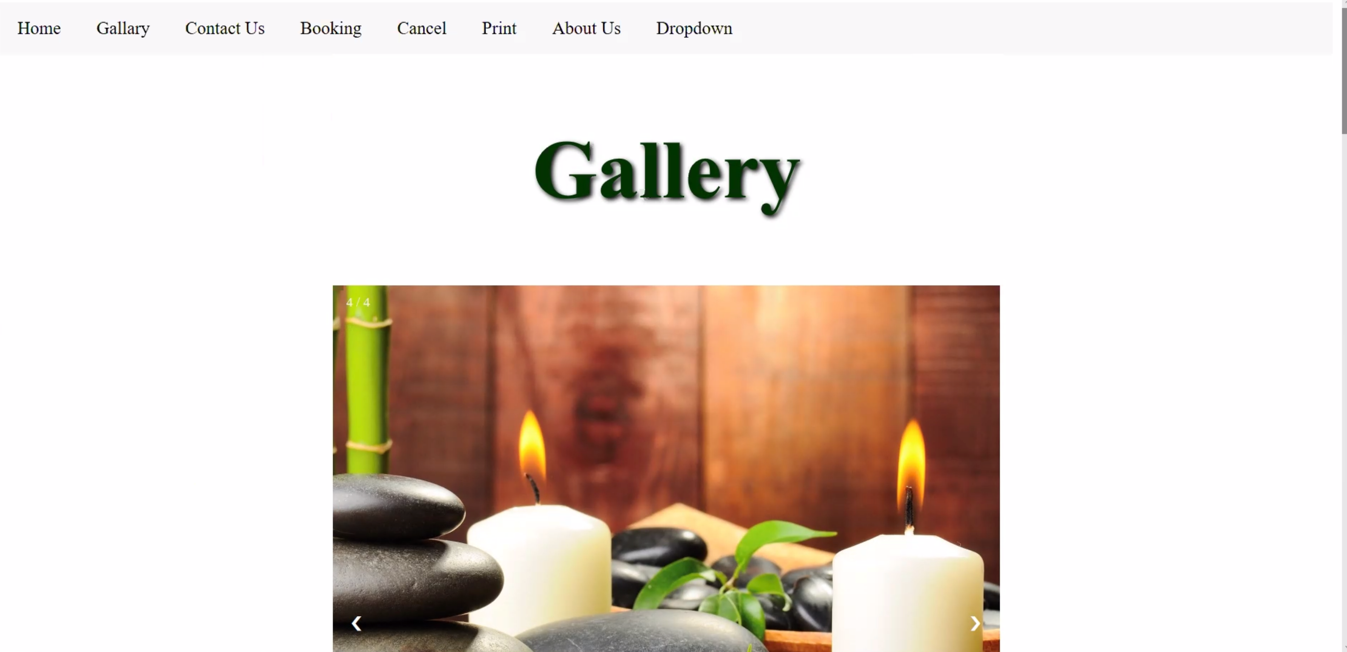 Home Gallary Contact Us Booking Cancel Print About Us Dropdown
Gallery
4 / 4
❮ ❯